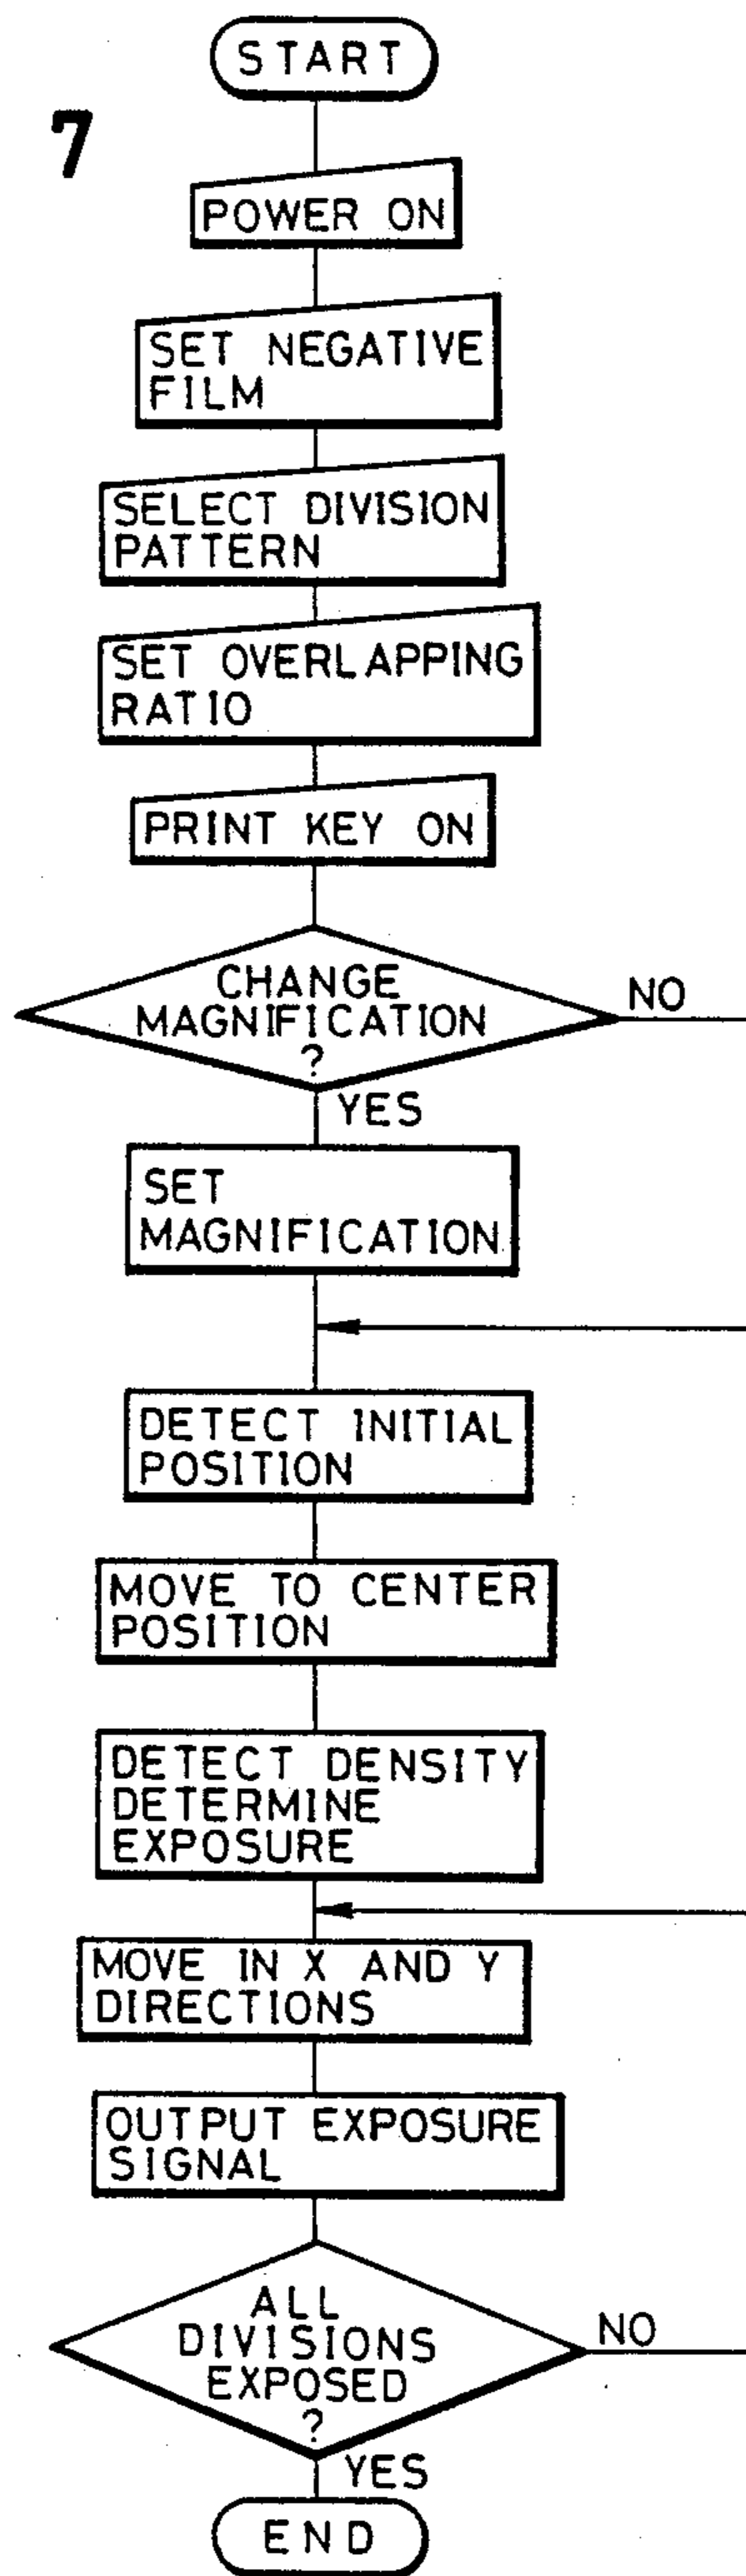 START
7
POWER ON
SET NEGATIVE
FILM
SELECT DIVISION
PATTERN
SET OVERLAPPING
RATIO
PRINT KEY ON
CHANGE
MAGNIFICATION
?
NO
YES
SET
MAGNIFICATION
DETECT INITIAL
POSITION
MOVE TO CENTER
POSITION
DETECT DENSITY
DETERMINE
EXPOSURE
MOVE IN X AND Y
DIRECTIONS
OUTPUT EXPOSURE
SIGNAL
ALL
DIVISIONS
EXPOSED
?
NO
YES
END